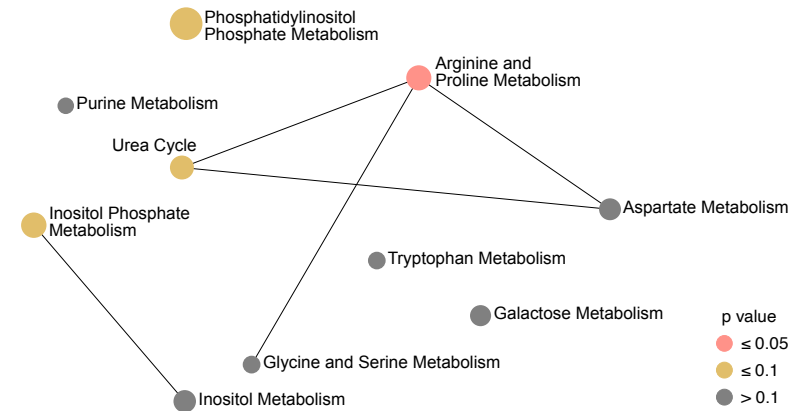 Phosphatidylinositol
Phosphate Metabolism
Arginine and
Proline Metabolism
Purine Metabolism
Urea Cycle
Inositol Phosphate
Metabolism
Aspartate Metabolism
Tryptophan Metabolism
Galactose Metabolism
Glycine and Serine Metabolism
Inositol Metabolism
p value
≤ 0.05
≤ 0.1
> 0.1